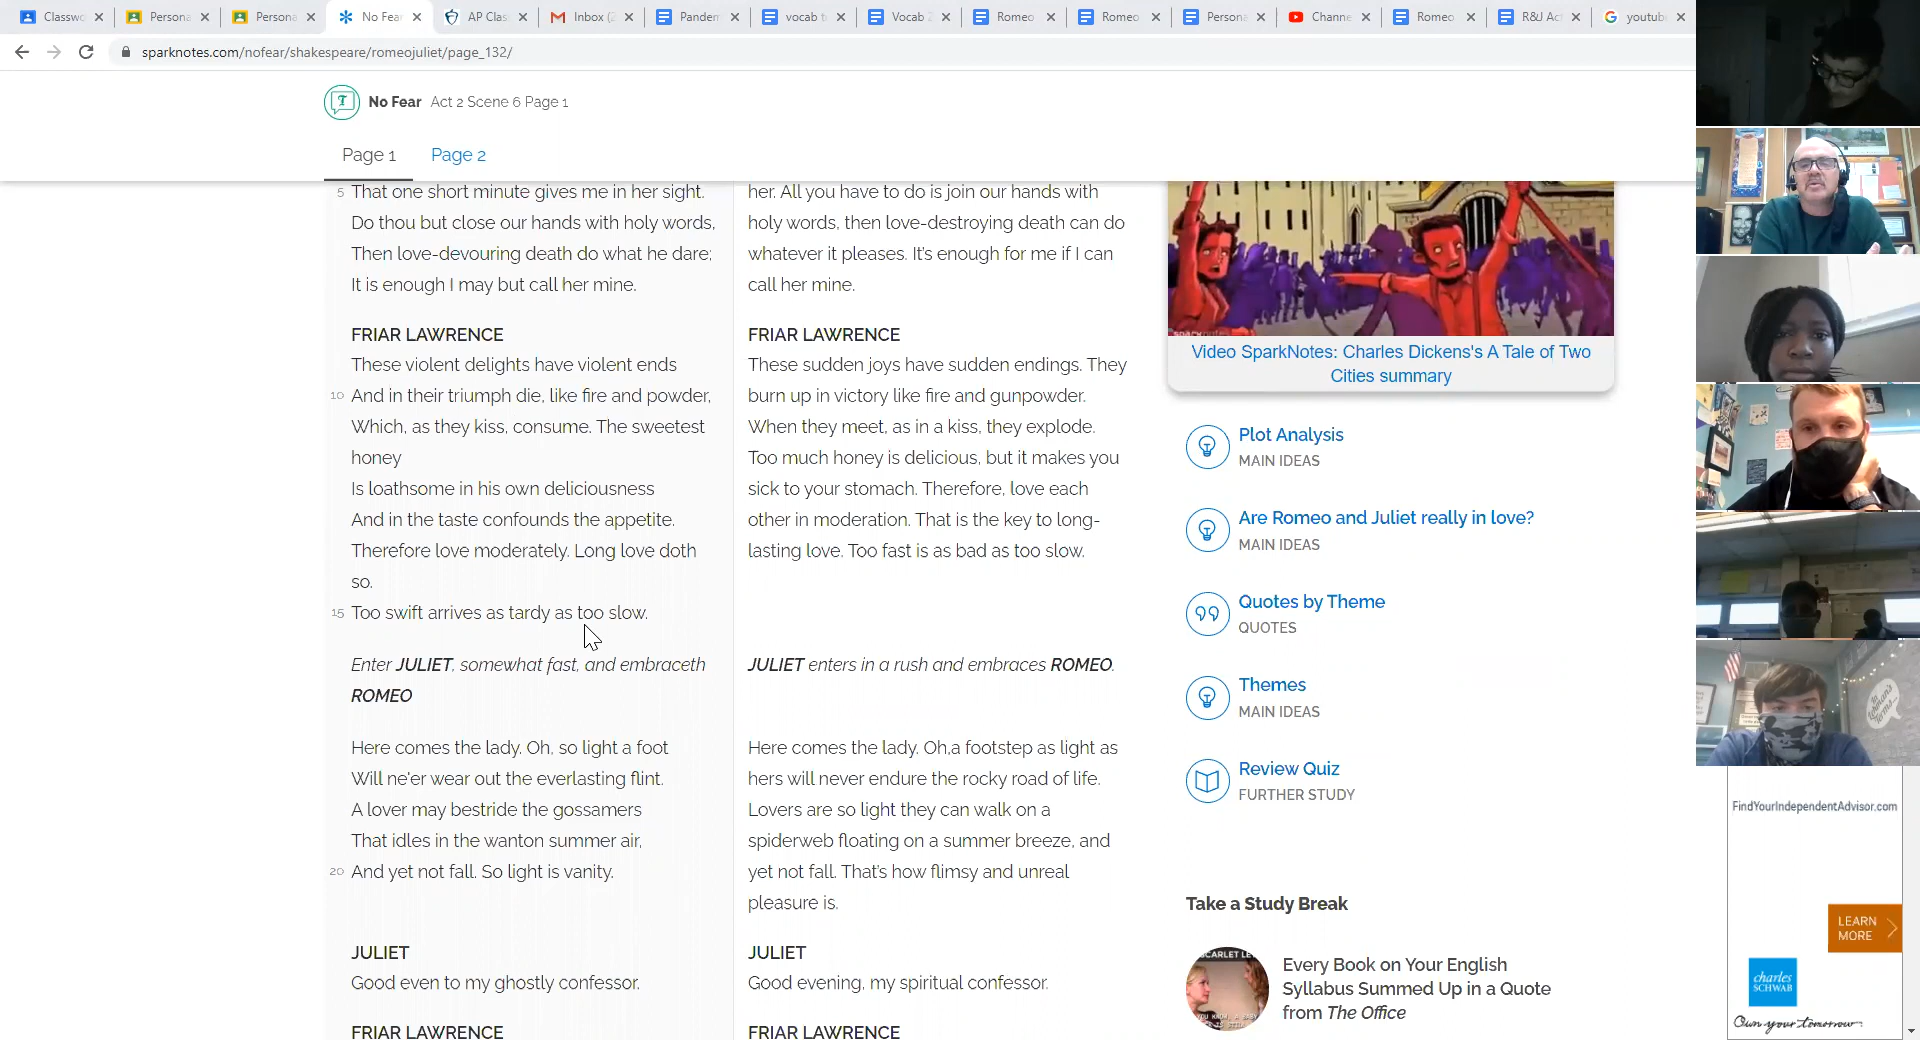 Classwo
Persona
Persona
No Fear
AP Clas
Inbox (2
Pandem
vocab t
Vocab
Romeo
Romeo
Persona
Channe
Romeo
R&J Ac
youtub
sparknotes.com/nofear/shakespeare/romeojuliet/page_132/
No Fear Act 2 Scene 6 Page 1
Page 1
Page 2
5 That one short minute gives me in her sight.
Do thou but close our hands with holy words,
Then love-devouring death do what he dare;
It is enough I may but call her mine.
FRIAR LAWRENCE
These violent delights have violent ends
10 And in their triumph die, like fire and powder,
Which, as they kiss, consume. The sweetest
honey
Is loathsome in his own deliciousness
And in the taste confounds the appetite.
Therefore love moderately. Long love doth
so.
15 Too swift arrives as tardy as too slow.
Enter JULIET, somewhat fast, and embraceth
ROMEO
Here comes the lady. Oh, so light a foot
Will ne'er wear out the everlasting flint.
A lover may bestride the gossamers
That idles in the wanton summer air,
20 And yet not fall. So light is vanity.
JULIET
Good even to my ghostly confessor.
FRIAR LAWRENCE
her. All you have to do is join our hands with
holy words, then love-destroying death can do
whatever it pleases. It's enough for me if I can
call her mine.
FRIAR LAWRENCE
These sudden joys have sudden endings. They
burn up in victory like fire and gunpowder.
When they meet, as in a kiss, they explode.
Too much honey is delicious, but it makes you
sick to your stomach. Therefore, love each
other in moderation. That is the key to long-
lasting love. Too fast is as bad as too slow.
JULIET enters in a rush and embraces ROMEO.
Here comes the lady. Oh,a footstep as light as
hers will never endure the rocky road of life.
Lovers are so light they can walk on a
spiderweb floating on a summer breeze, and
yet not fall. That's how flimsy and unreal
pleasure is.
JULIET
Good evening, my spiritual confessor.
FRIAR LAWRENCE
Video SparkNotes: Charles Dickens's A Tale of Two
Cities summary
Plot Analysis
MAIN IDEAS
Are Romeo and Juliet really in love?
MAIN IDEAS
Quotes by Theme
QUOTES
Themes
MAIN IDEAS
Review Quiz
FURTHER STUDY
Take a Study Break
SCARLET LE
Every Book on Your English
Syllabus Summed Up in a Quote
from The Office
In
Lehman's
Terms
FindYourIndependentAdvisor.com
LEARN
MORE
charles
SCHWAB
Own your tomorrow